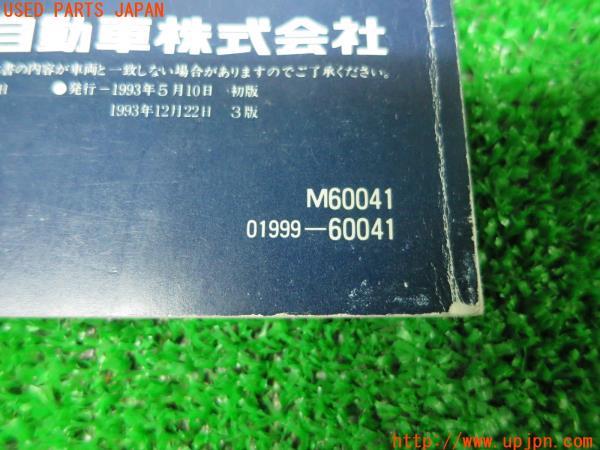 USED PARTS JAPAN
自動車株式会社
書の内容が車両と一致しない場合がありますのでご了承ください。
日 ●発行−1993年5月10日 初版
1993年12月22日 3版
M60041
01999−60041
http://www.upjpn.com/